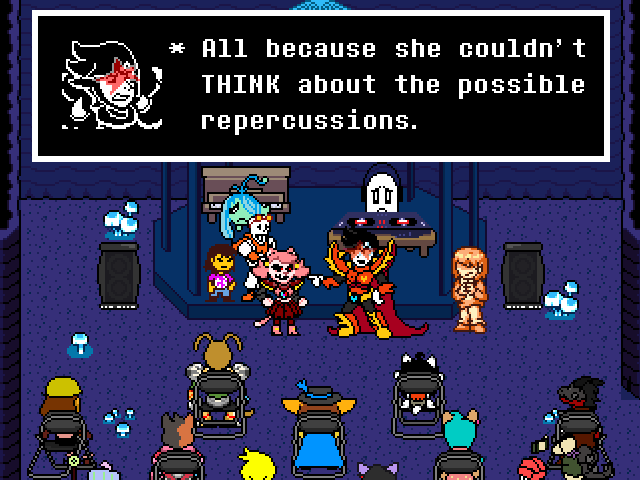 * All because she couldn't
THINK about the possible
repercussions.